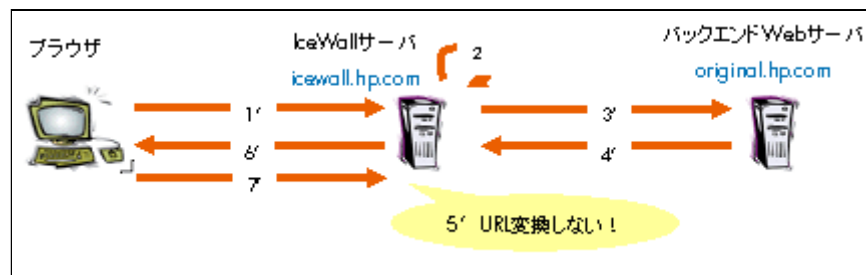 ブラウザ
IceWallサーバ
icewall.hp.com
2
バックエンドWebサーバ
original.hp.com
1′
3′
6′
4′
7′
5′ URL変換しない！